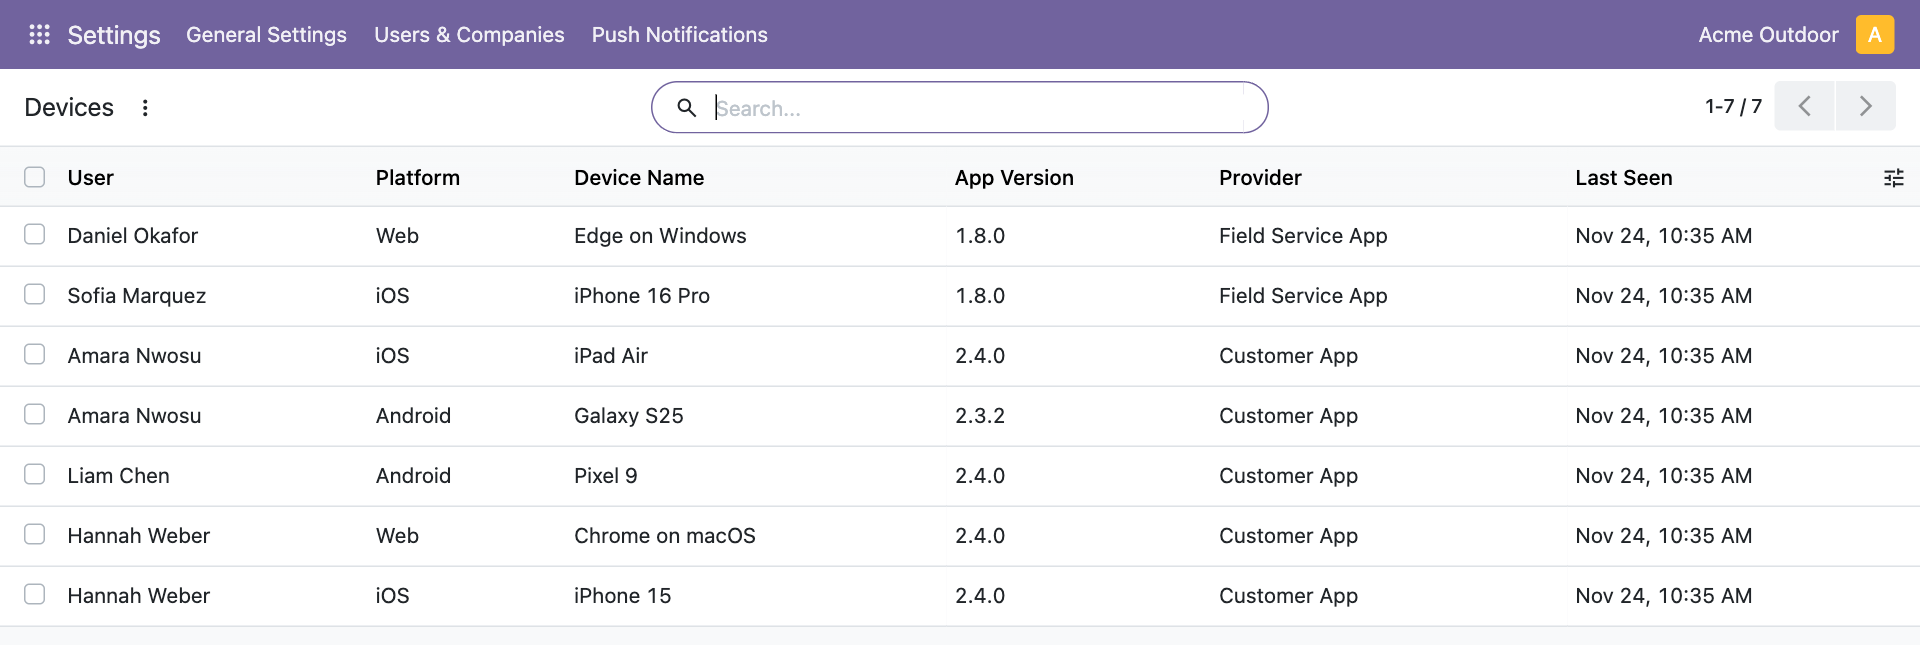 Settings General Settings Users & Companies Push Notifications Acme Outdoor A
Devices Search... 1-7 / 7
User Platform Device Name App Version Provider Last Seen
Daniel Okafor Web Edge on Windows 1.8.0 Field Service App Nov 24, 10:35 AM
Sofia Marquez iOS iPhone 16 Pro 1.8.0 Field Service App Nov 24, 10:35 AM
Amara Nwosu iOS iPad Air 2.4.0 Customer App Nov 24, 10:35 AM
Amara Nwosu Android Galaxy S25 2.3.2 Customer App Nov 24, 10:35 AM
Liam Chen Android Pixel 9 2.4.0 Customer App Nov 24, 10:35 AM
Hannah Weber Web Chrome on macOS 2.4.0 Customer App Nov 24, 10:35 AM
Hannah Weber iOS iPhone 15 2.4.0 Customer App Nov 24, 10:35 AM